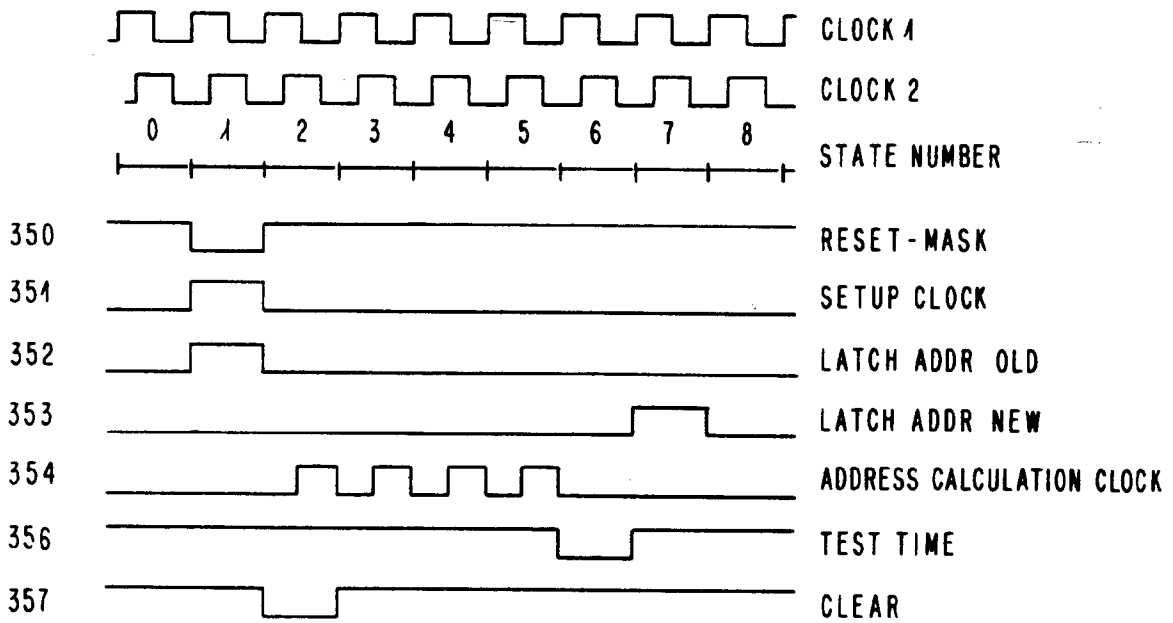 CLOCK 1
CLOCK 2
0 1 2 3 4 5 6 7 8
STATE NUMBER
350 RESET-MASK
351 SETUP CLOCK
352 LATCH ADDR OLD
353 LATCH ADDR NEW
354 ADDRESS CALCULATION CLOCK
356 TEST TIME
357 CLEAR